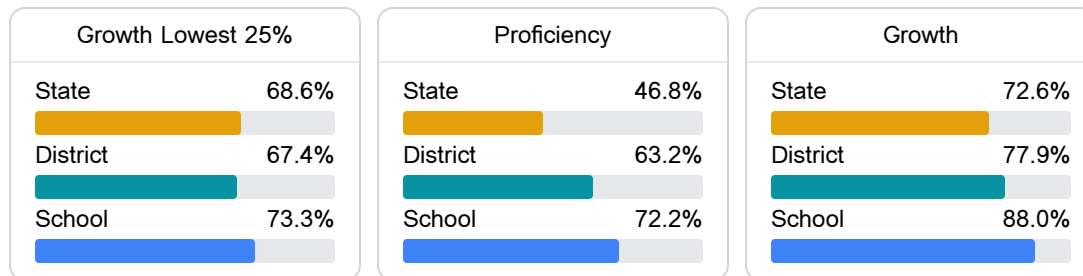 Growth Lowest 25%
State 68.6%
District 67.4%
School 73.3%
Proficiency
State 46.8%
District 63.2%
School 72.2%
Growth
State 72.6%
District 77.9%
School 88.0%